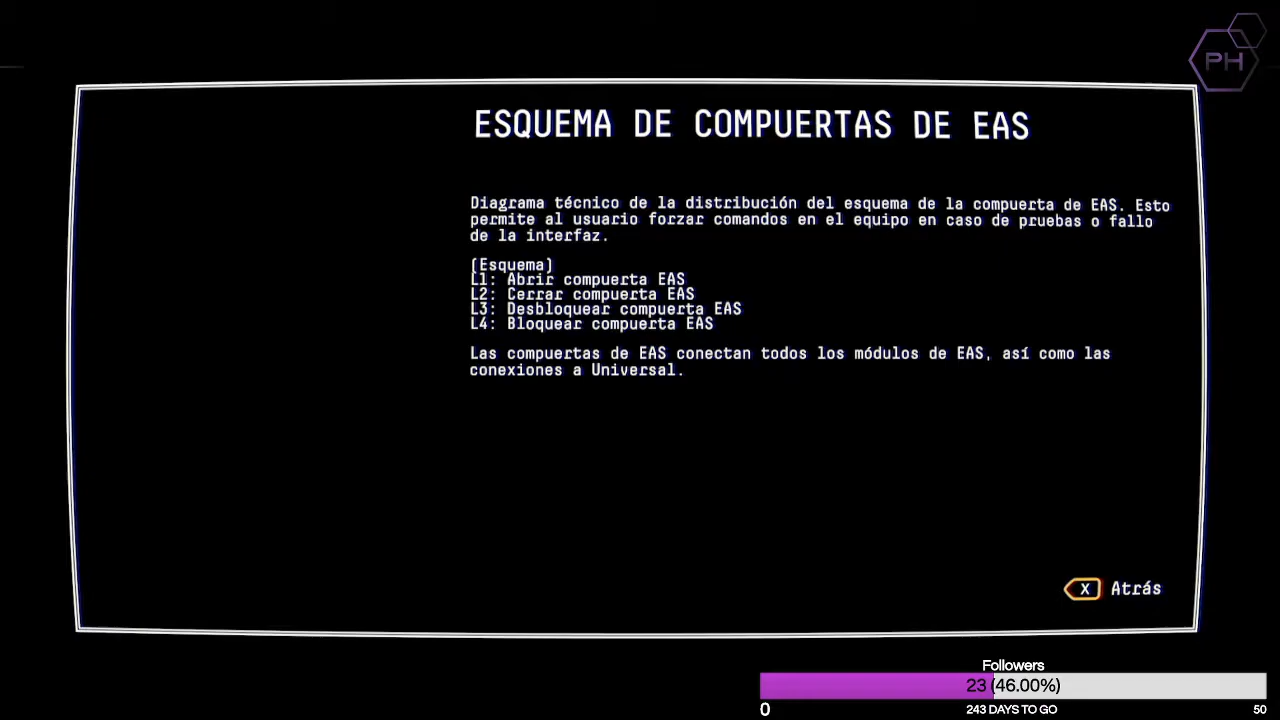 PH
ESQUEMA DE COMPUERTAS DE EAS
Diagrama técnico de la distribución del esquema de la compuerta de EAS. Esto
permite al usuario forzar comandos en el equipo en caso de pruebas o fallo
de la interfaz.
(Esquema)
L1: Abrir compuerta EAS
L2: Cerrar compuerta EAS
L3: Desbloquear compuerta EAS
L4: Bloquear compuerta EAS
Las compuertas de EAS conectan todos los módulos de EAS, así como las
conexiones a Universal.
X Atrás
Followers
23 (46.00%)
0 243 DAYS TO GO 50